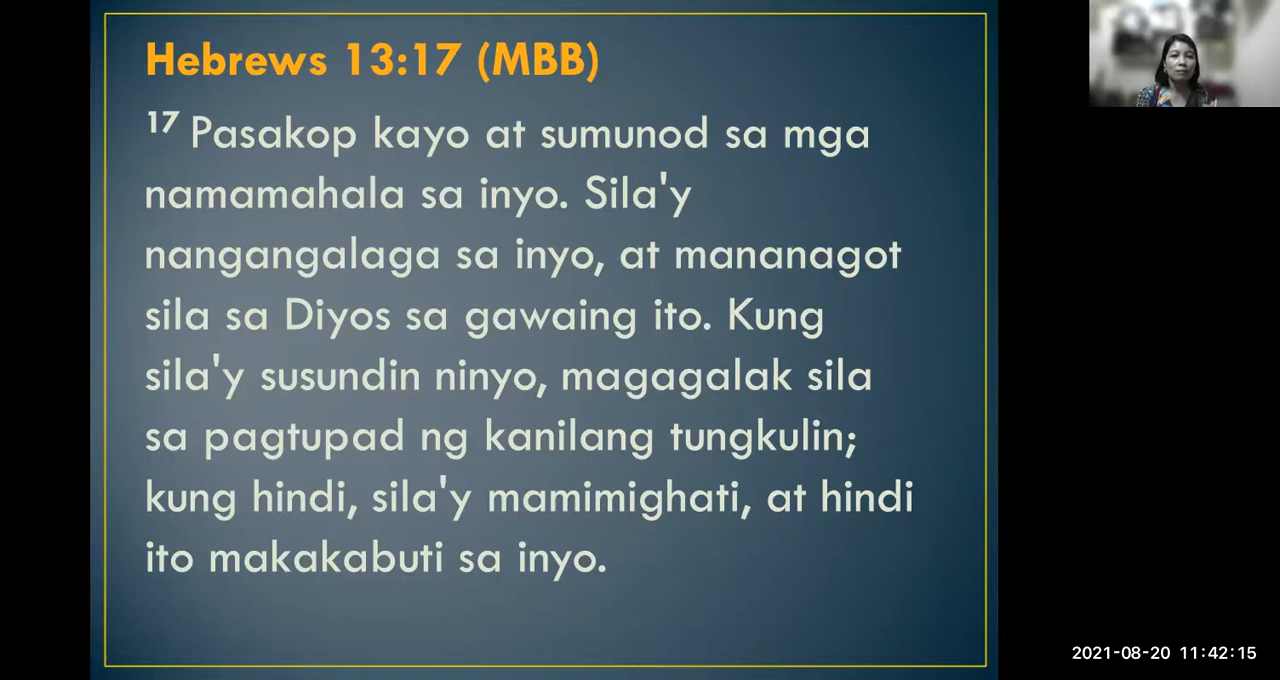 Hebrews 13:17 (MBB)
17 Pasakop kayo at sumunod sa mga
namamahala sa inyo. Sila'y
nangangalaga sa inyo, at mananagot
sila sa Diyos sa gawaing ito. Kung
sila'y susundin ninyo, magagalak sila
sa pagtupad ng kanilang tungkulin;
kung hindi, sila'y mamimighati, at hindi
ito makakabuti sa inyo.
2021-08-20 11:42:15